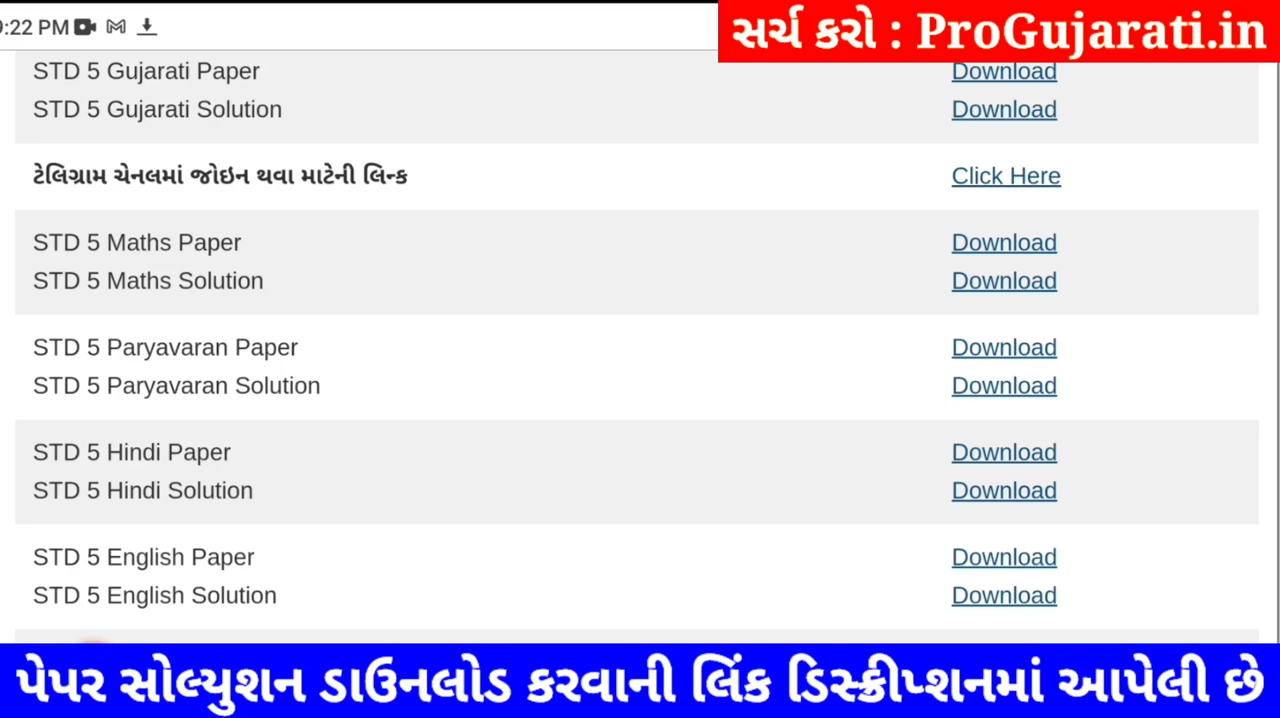 9:22 PM
સર્ચ કરો : ProGujarati.in
STD 5 Gujarati Paper Download
STD 5 Gujarati Solution Download
ટેલિગ્રામ ચેનલમાં જોઇન થવા માટેની લિન્ક Click Here
STD 5 Maths Paper Download
STD 5 Maths Solution Download
STD 5 Paryavaran Paper Download
STD 5 Paryavaran Solution Download
STD 5 Hindi Paper Download
STD 5 Hindi Solution Download
STD 5 English Paper Download
STD 5 English Solution Download
પેપર સોલ્યુશન ડાઉનલોડ કરવાની લિંક ડિસ્ક્રીપ્શનમાં આપેલી છે